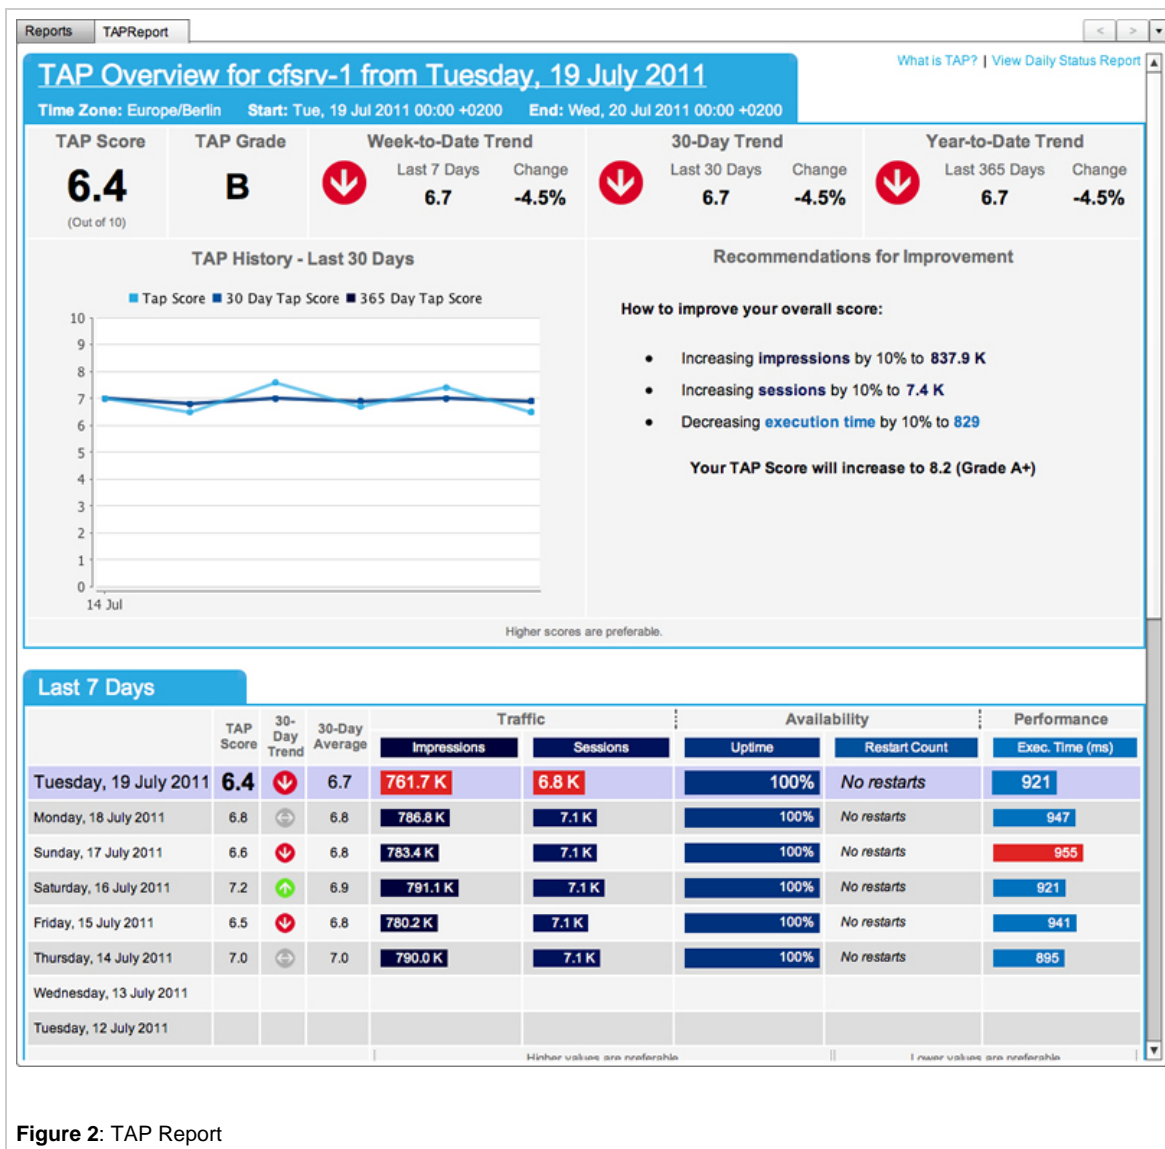 Reports TAPReport < >
What is TAP? | View Daily Status Report
TAP Overview for cfsrv-1 from Tuesday, 19 July 2011
Time Zone: Europe/Berlin Start: Tue, 19 Jul 2011 00:00 +0200 End: Wed, 20 Jul 2011 00:00 +0200
TAP Score TAP Grade Week-to-Date Trend 30-Day Trend Year-to-Date Trend
Last 7 Days Change Last 30 Days Change Last 365 Days Change
6.4 B 6.7 -4.5% 6.7 -4.5% 6.7 -4.5%
(Out of 10)
TAP History - Last 30 Days
Tap Score 30 Day Tap Score 365 Day Tap Score
10
9
8
7
6
5
4
3
2
1
0
14 Jul
Recommendations for Improvement
How to improve your overall score:
• Increasing impressions by 10% to 837.9 K
• Increasing sessions by 10% to 7.4 K
• Decreasing execution time by 10% to 829
Your TAP Score will increase to 8.2 (Grade A+)
Higher scores are preferable.
Last 7 Days
TAP Score 30-Day Trend 30-Day Average Traffic Availability Performance
Impressions Sessions Uptime Restart Count Exec. Time (ms)
Tuesday, 19 July 2011 6.4 6.7 761.7 K 6.8 K 100% No restarts 921
Monday, 18 July 2011 6.8 6.8 786.8 K 7.1 K 100% No restarts 947
Sunday, 17 July 2011 6.6 6.8 783.4 K 7.1 K 100% No restarts 955
Saturday, 16 July 2011 7.2 6.9 791.1 K 7.1 K 100% No restarts 921
Friday, 15 July 2011 6.5 6.8 780.2 K 7.1 K 100% No restarts 941
Thursday, 14 July 2011 7.0 7.0 790.0 K 7.1 K 100% No restarts 895
Wednesday, 13 July 2011
Tuesday, 12 July 2011
Higher values are preferable Lower values are preferable
Figure 2: TAP Report